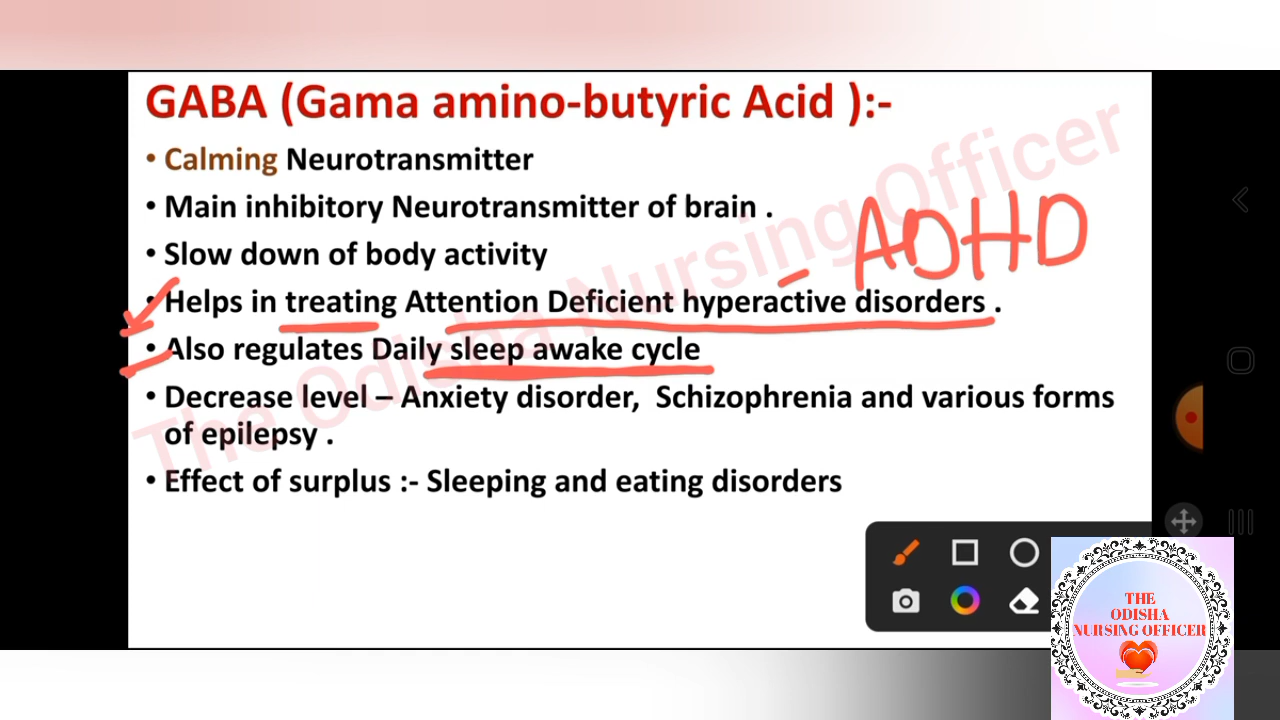 GABA (Gama amino-butyric Acid ):-
• Calming Neurotransmitter
• Main inhibitory Neurotransmitter of brain .
• Slow down of body activity
- ADHD
• Helps in treating Attention Deficient hyperactive disorders .
• Also regulates Daily sleep awake cycle
• Decrease level – Anxiety disorder, Schizophrenia and various forms
of epilepsy .
• Effect of surplus :- Sleeping and eating disorders
The Odisha Nursing Officer
THE
ODISHA
NURSING OFFICER